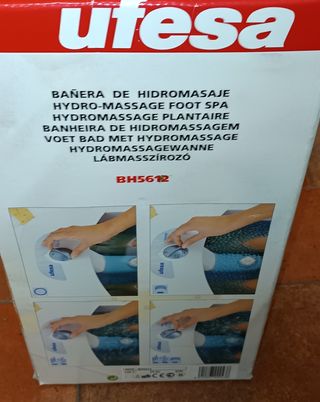 ufesa
BAÑERA DE HIDROMASAJE
HYDRO-MASSAGE FOOT SPA
HYDROMASSAGE PLANTAIRE
BANHEIRA DE HIDROMASSAGEM
VOET BAD MET HYDROMASSAGE
HYDROMASSAGEWANNE
LÁBMASSZÍROZÓ
BH5612
ufesa